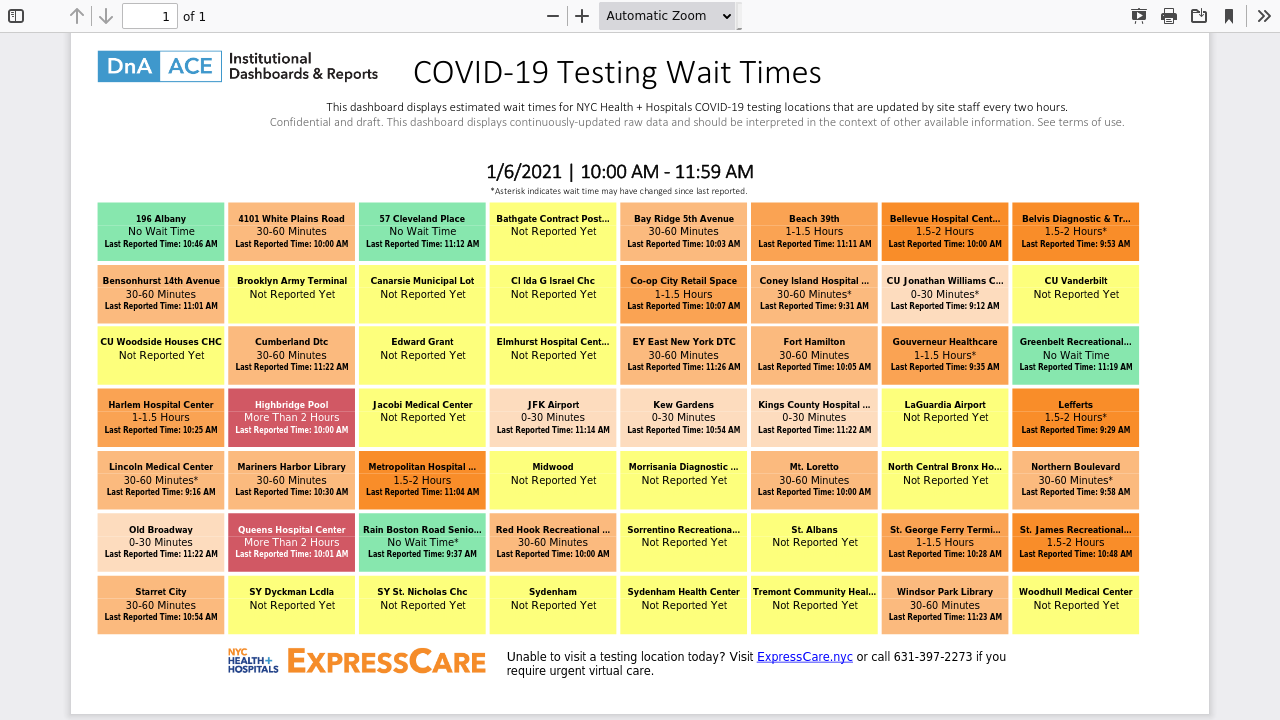 1 of 1 Automatic Zoom
DnA ACE Institutional
Dashboards & Reports
COVID-19 Testing Wait Times
This dashboard displays estimated wait times for NYC Health + Hospitals COVID-19 testing locations that are updated by site staff every two hours.
Confidential and draft. This dashboard displays continuously-updated raw data and should be interpreted in the context of other available information. See terms of use.
1/6/2021 | 10:00 AM - 11:59 AM
*Asterisk indicates wait time may have changed since last reported.
196 Albany
No Wait Time
Last Reported Time: 10:46 AM
4101 White Plains Road
30-60 Minutes
Last Reported Time: 10:00 AM
57 Cleveland Place
No Wait Time
Last Reported Time: 11:12 AM
Bathgate Contract Post...
Not Reported Yet
Bay Ridge 5th Avenue
30-60 Minutes
Last Reported Time: 10:03 AM
Beach 39th
1-1.5 Hours
Last Reported Time: 11:11 AM
Bellevue Hospital Cent...
1.5-2 Hours
Last Reported Time: 10:00 AM
Belvis Diagnostic & Tr...
1.5-2 Hours*
Last Reported Time: 9:53 AM
Bensonhurst 14th Avenue
30-60 Minutes
Last Reported Time: 11:01 AM
Brooklyn Army Terminal
Not Reported Yet
Canarsie Municipal Lot
Not Reported Yet
Cl Ida G Israel Chc
Not Reported Yet
Co-op City Retail Space
1-1.5 Hours
Last Reported Time: 10:07 AM
Coney Island Hospital ...
30-60 Minutes*
Last Reported Time: 9:31 AM
CU Jonathan Williams C...
0-30 Minutes*
Last Reported Time: 9:12 AM
CU Vanderbilt
Not Reported Yet
CU Woodside Houses CHC
Not Reported Yet
Cumberland Dtc
30-60 Minutes
Last Reported Time: 11:22 AM
Edward Grant
Not Reported Yet
Elmhurst Hospital Cent...
Not Reported Yet
EY East New York DTC
30-60 Minutes
Last Reported Time: 11:26 AM
Fort Hamilton
30-60 Minutes
Last Reported Time: 10:05 AM
Gouverneur Healthcare
1-1.5 Hours*
Last Reported Time: 9:35 AM
Greenbelt Recreational...
No Wait Time
Last Reported Time: 11:19 AM
Harlem Hospital Center
1-1.5 Hours
Last Reported Time: 10:25 AM
Highbridge Pool
More Than 2 Hours
Last Reported Time: 10:00 AM
Jacobi Medical Center
Not Reported Yet
JFK Airport
0-30 Minutes
Last Reported Time: 11:14 AM
Kew Gardens
0-30 Minutes
Last Reported Time: 10:54 AM
Kings County Hospital ...
0-30 Minutes
Last Reported Time: 11:22 AM
LaGuardia Airport
Not Reported Yet
Lefferts
1.5-2 Hours*
Last Reported Time: 9:29 AM
Lincoln Medical Center
30-60 Minutes*
Last Reported Time: 9:16 AM
Mariners Harbor Library
30-60 Minutes
Last Reported Time: 10:30 AM
Metropolitan Hospital ...
1.5-2 Hours
Last Reported Time: 11:04 AM
Midwood
Not Reported Yet
Morrisania Diagnostic ...
Not Reported Yet
Mt. Loretto
30-60 Minutes
Last Reported Time: 10:00 AM
North Central Bronx Ho...
Not Reported Yet
Northern Boulevard
30-60 Minutes*
Last Reported Time: 9:58 AM
Old Broadway
0-30 Minutes
Last Reported Time: 11:22 AM
Queens Hospital Center
More Than 2 Hours
Last Reported Time: 10:01 AM
Rain Boston Road Senio...
No Wait Time*
Last Reported Time: 9:37 AM
Red Hook Recreational ...
30-60 Minutes
Last Reported Time: 10:00 AM
Sorrentino Recreationa...
Not Reported Yet
St. Albans
Not Reported Yet
St. George Ferry Termi...
1-1.5 Hours
Last Reported Time: 10:28 AM
St. James Recreational...
1.5-2 Hours
Last Reported Time: 10:48 AM
Starret City
30-60 Minutes
Last Reported Time: 10:54 AM
SY Dyckman Lcdla
Not Reported Yet
SY St. Nicholas Chc
Not Reported Yet
Sydenham
Not Reported Yet
Sydenham Health Center
Not Reported Yet
Tremont Community Heal...
Not Reported Yet
Windsor Park Library
30-60 Minutes
Last Reported Time: 11:23 AM
Woodhull Medical Center
Not Reported Yet
NYC
HEALTH+
HOSPITALS
EXPRESSCARE
Unable to visit a testing location today? Visit ExpressCare.nyc or call 631-397-2273 if you
require urgent virtual care.